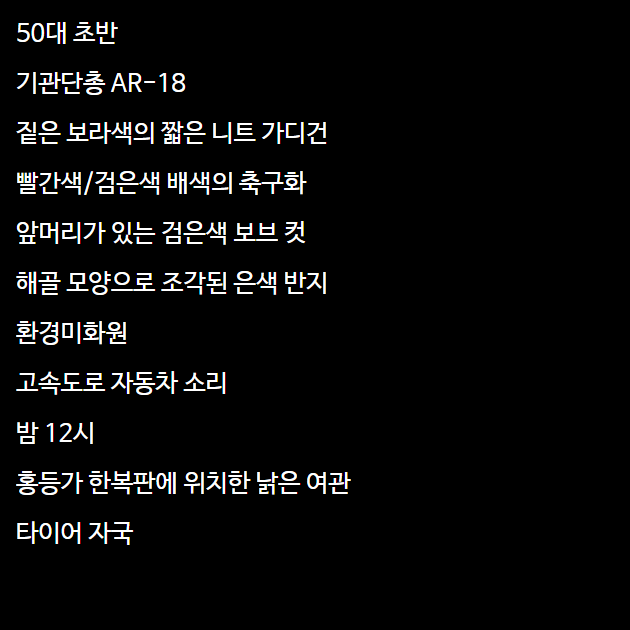 50대 초반
기관단총 AR-18
짙은 보라색의 짧은 니트 가디건
빨간색/검은색 배색의 축구화
앞머리가 있는 검은색 보브 컷
해골 모양으로 조각된 은색 반지
환경미화원
고속도로 자동차 소리
밤 12시
홍등가 한복판에 위치한 낡은 여관
타이어 자국